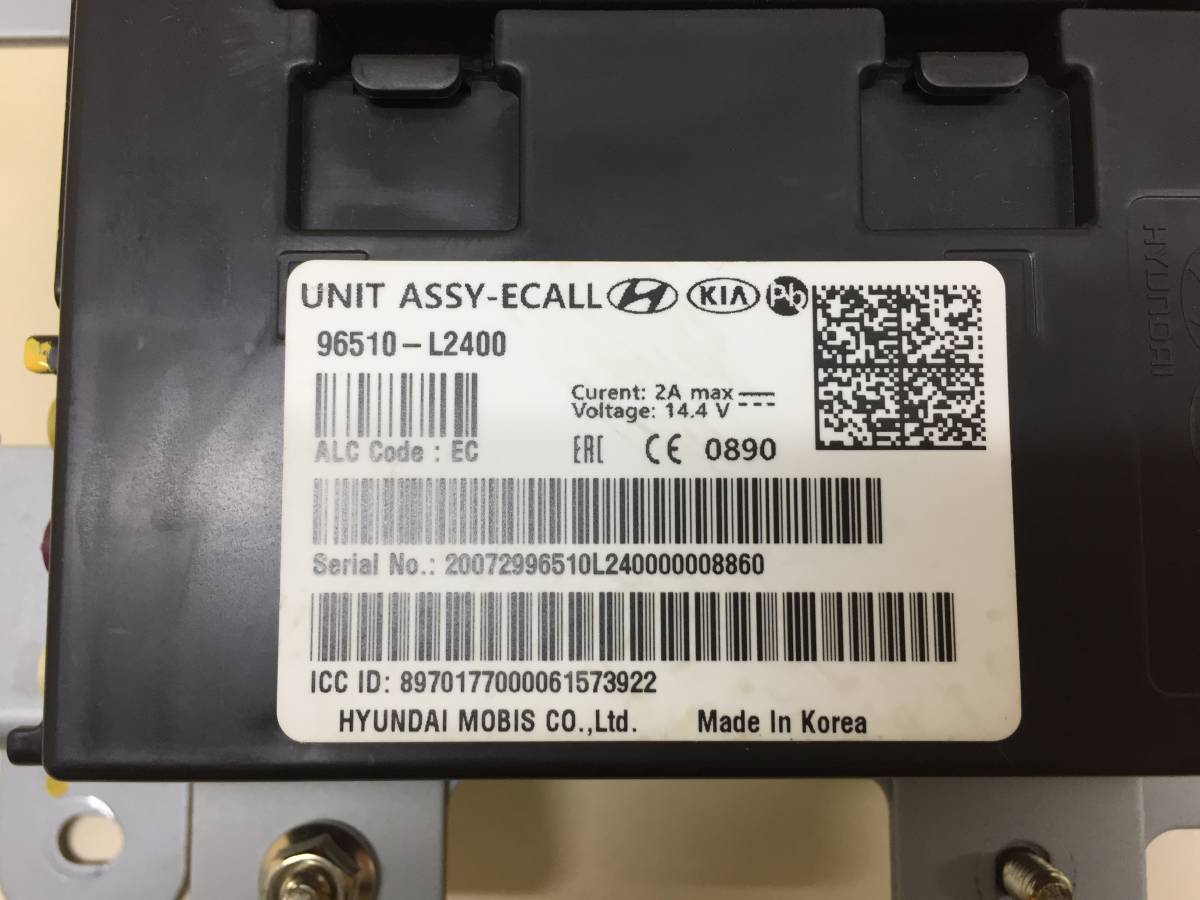 UNIT ASSY-ECALL KIA Pb
96510-L2400
Curent: 2A max
Voltage: 14.4 V
ALC Code : EC
EAC CE 0890
Serial No.: 20072996510L240000008860
ICC ID: 8970177000061573922
HYUNDAI MOBIS CO.,Ltd. Made In Korea
HYUNDAI